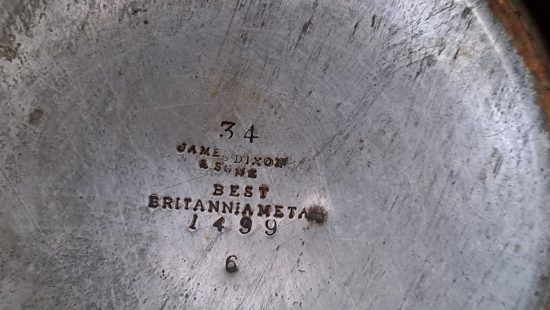 34
JAMES DIXON
& SONS
BEST
BRITANNIA METAL
1499
6